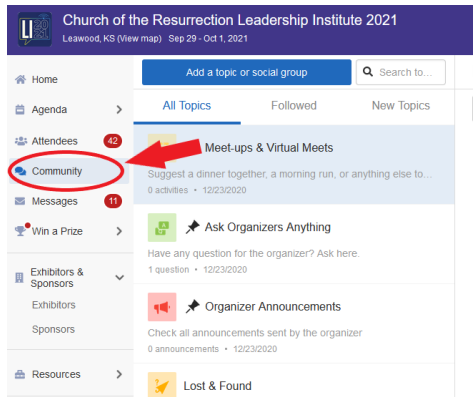 LI
2021
Church of the Resurrection Leadership Institute 2021
Leawood, KS (View map) Sep 29 - Oct 1, 2021
Home
Agenda
Attendees 42
Community
Messages 11
Win a Prize
Exhibitors &
Sponsors
Exhibitors
Sponsors
Resources
Add a topic or social group
Search to...
All Topics Followed New Topics
Meet-ups & Virtual Meets
Suggest a dinner together, a morning run, or anything else to...
0 activities • 12/23/2020
Ask Organizers Anything
Have any question for the organizer? Ask here.
1 question • 12/23/2020
Organizer Announcements
Check all announcements sent by the organizer
0 announcements • 12/23/2020
Lost & Found